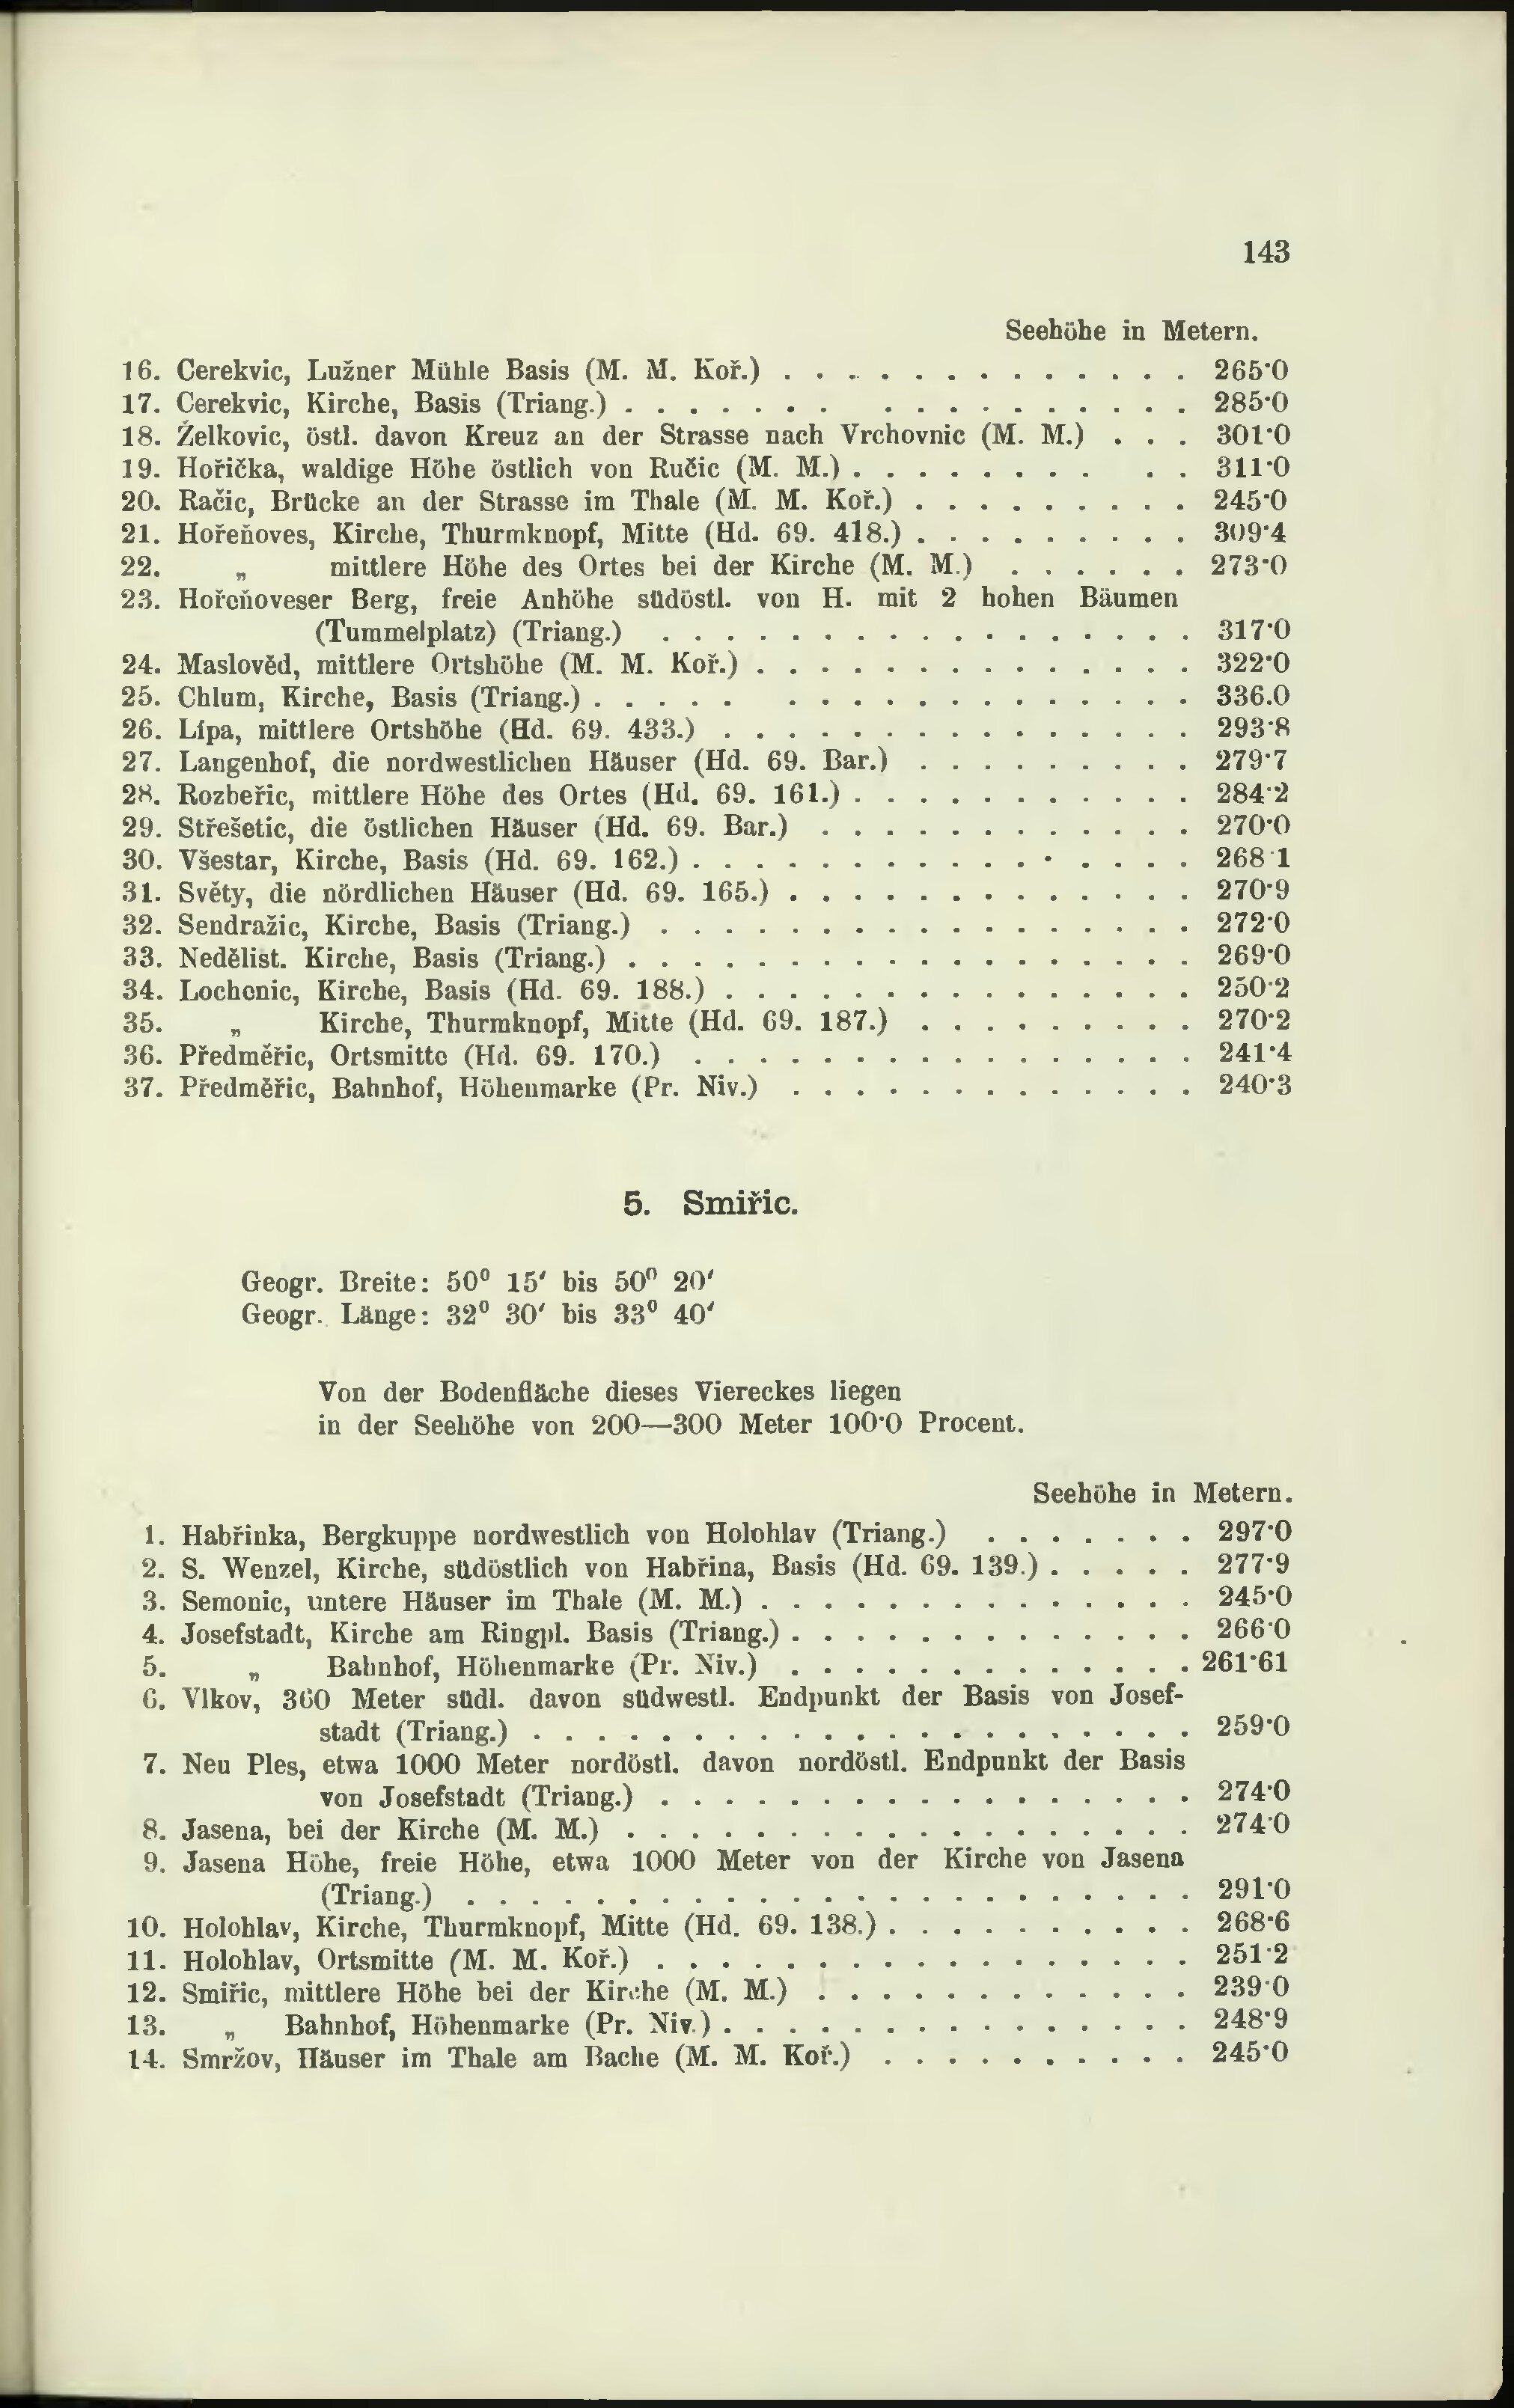 143
Seehöhe in Metern.
16. Cerekvic, Lužner Mühle Basis (M. M. Koř.) . . . . . . . . . . . . . 265·0
17. Cerekvic, Kirche, Basis (Triang.) . . . . . . . . . . . . . . . . . 285·0
18. Želkovic, östl. davon Kreuz an der Strasse nach Vrchovnic (M. M.) . . . 301·0
19. Hořička, waldige Höhe östlich von Ručic (M. M.) . . . . . . . . . . 311·0
20. Račic, Brücke an der Strasse im Thale (M. M. Koř.) . . . . . . . . . 245·0
21. Hořeňoves, Kirche, Thurmknopf, Mitte (Hd. 69. 418.) . . . . . . . . . 309·4
22. „ mittlere Höhe des Ortes bei der Kirche (M. M.) . . . . . . 273·0
23. Hořeňoveser Berg, freie Anhöhe südöstl. von H. mit 2 hohen Bäumen
(Tummelplatz) (Triang.) . . . . . . . . . . . . . . . . . 317·0
24. Maslověd, mittlere Ortshöhe (M. M. Koř.) . . . . . . . . . . . . . . 322·0
25. Chlum, Kirche, Basis (Triang.) . . . . . . . . . . . . . . . . . . 336.0
26. Lípa, mittlere Ortshöhe (Hd. 69. 433.) . . . . . . . . . . . . . . . 293·8
27. Langenhof, die nordwestlichen Häuser (Hd. 69. Bar.) . . . . . . . . . 279·7
28. Rozbeřic, mittlere Höhe des Ortes (Hd. 69. 161.) . . . . . . . . . . . 284·2
29. Střešetic, die östlichen Häuser (Hd. 69. Bar.) . . . . . . . . . . . . 270·0
30. Všestar, Kirche, Basis (Hd. 69. 162.) . . . . . . . . . . . . . . . . 268·1
31. Světy, die nördlichen Häuser (Hd. 69. 165.) . . . . . . . . . . . . . 270·9
32. Sendražic, Kirche, Basis (Triang.) . . . . . . . . . . . . . . . . . 272·0
33. Nedělist. Kirche, Basis (Triang.) . . . . . . . . . . . . . . . . . . 269·0
34. Lochenic, Kirche, Basis (Hd. 69. 188.) . . . . . . . . . . . . . . . 250·2
35. „ Kirche, Thurmknopf, Mitte (Hd. 69. 187.) . . . . . . . . . 270·2
36. Předměřic, Ortsmitte (Hd. 69. 170.) . . . . . . . . . . . . . . . . 241·4
37. Předměřic, Bahnhof, Höhenmarke (Pr. Niv.) . . . . . . . . . . . . . 240·3
5. Smiřic.
Geogr. Breite: 50⁰ 15′ bis 50⁰ 20′
Geogr. Länge: 32⁰ 30′ bis 33⁰ 40′
Von der Bodenfläche dieses Viereckes liegen
in der Seehöhe von 200—300 Meter 100·0 Procent.
Seehöhe in Metern.
1. Habřinka, Bergkuppe nordwestlich von Holohlav (Triang.) . . . . . . . 297·0
2. S. Wenzel, Kirche, südöstlich von Habřina, Basis (Hd. 69. 139.) . . . . . 277·9
3. Semonic, untere Häuser im Thale (M. M.) . . . . . . . . . . . . . . 245·0
4. Josefstadt, Kirche am Ringpl. Basis (Triang.) . . . . . . . . . . . . . 266·0
5. „ Bahnhof, Höhenmarke (Pr. Niv.) . . . . . . . . . . . . . 261·61
6. Vlkov, 360 Meter südl. davon südwestl. Endpunkt der Basis von Josef-
stadt (Triang.) . . . . . . . . . . . . . . . . . . . . . 259·0
7. Neu Ples, etwa 1000 Meter nordöstl. davon nordöstl. Endpunkt der Basis
von Josefstadt (Triang.) . . . . . . . . . . . . . . . . . 274·0
8. Jasena, bei der Kirche (M. M.) . . . . . . . . . . . . . . . . . . 274·0
9. Jasena Höhe, freie Höhe, etwa 1000 Meter von der Kirche von Jasena
(Triang.) . . . . . . . . . . . . . . . . . . . . . . . 291·0
10. Holohlav, Kirche, Thurmknopf, Mitte (Hd. 69. 138.) . . . . . . . . . . 268·6
11. Holohlav, Ortsmitte (M. M. Koř.) . . . . . . . . . . . . . . . . . 251·2
12. Smiřic, mittlere Höhe bei der Kirche (M. M.) . . . . . . . . . . . . 239·0
13. „ Bahnhof, Höhenmarke (Pr. Niv.) . . . . . . . . . . . . . . . 248·9
14. Smržov, Häuser im Thale am Bache (M. M. Koř.) . . . . . . . . . . 245·0